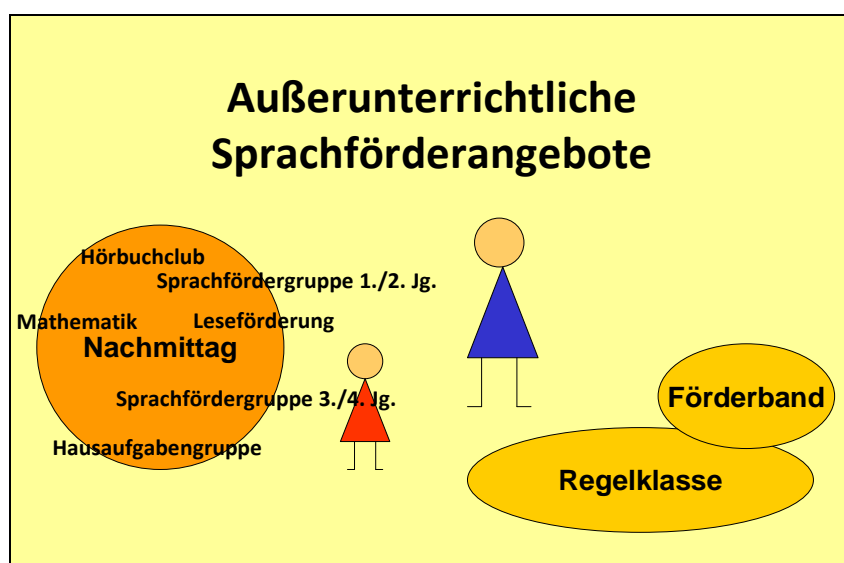 Außerunterrichtliche
Sprachförderangebote
Hörbuchclub
Sprachfördergruppe 1./2. Jg.
Mathematik
Leseförderung
Nachmittag
Sprachfördergruppe 3./4. Jg.
Hausaufgabengruppe
Förderband
Regelklasse